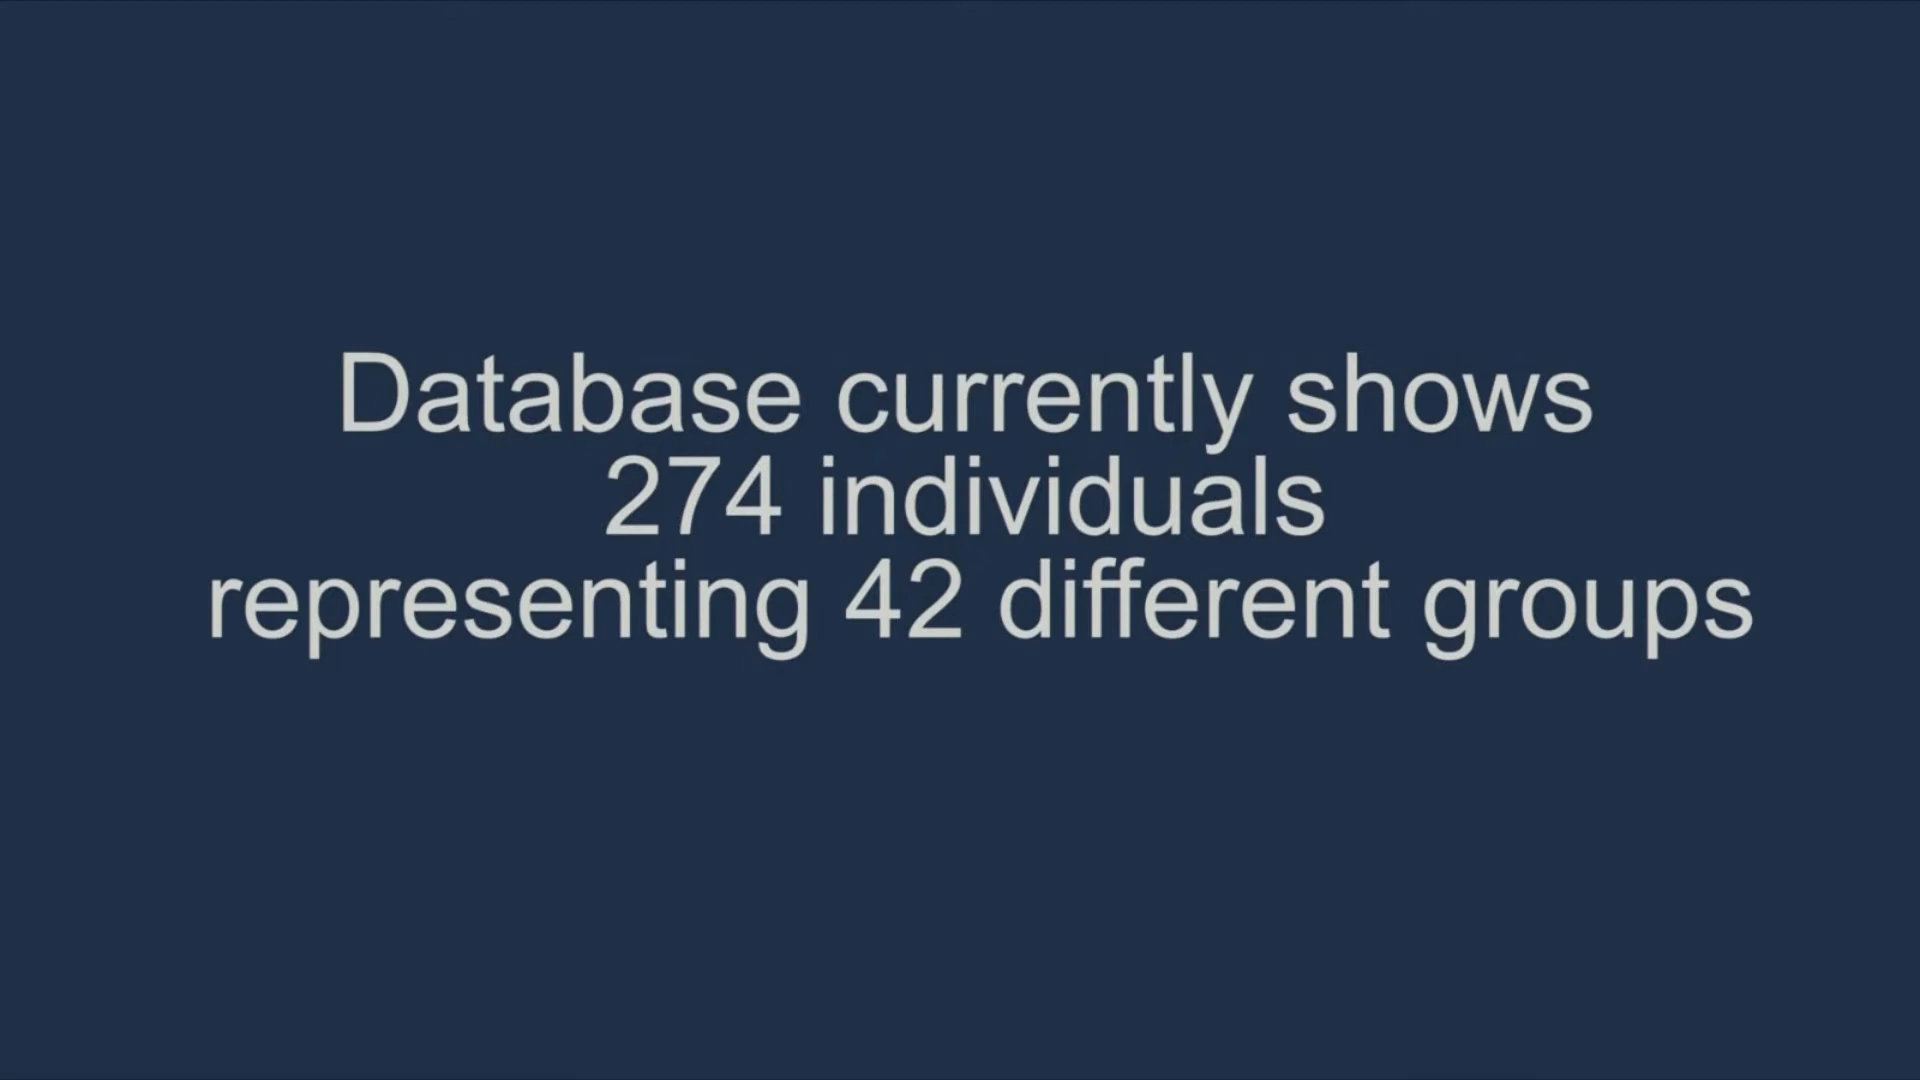 Database currently shows
274 individuals
representing 42 different groups